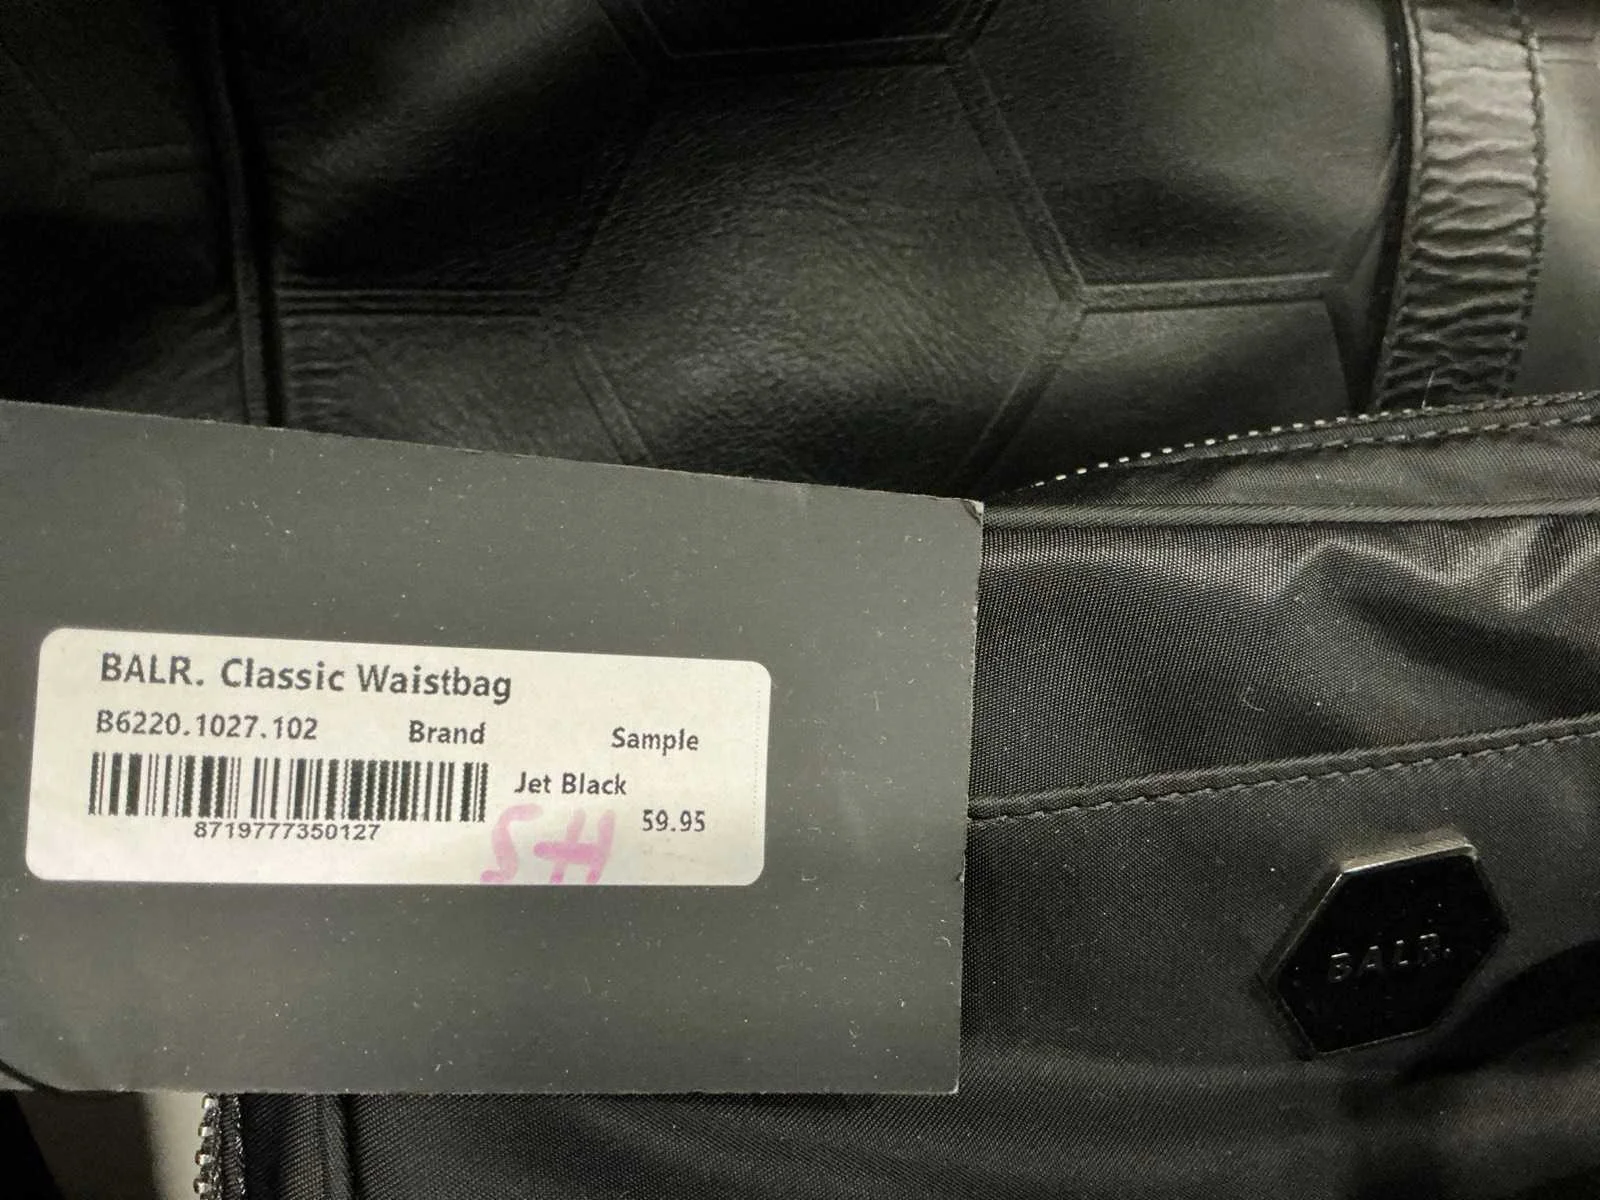 BALR. Classic Waistbag
B6220.1027.102 Brand Sample
Jet Black
59.95
8719777350127
BALR.